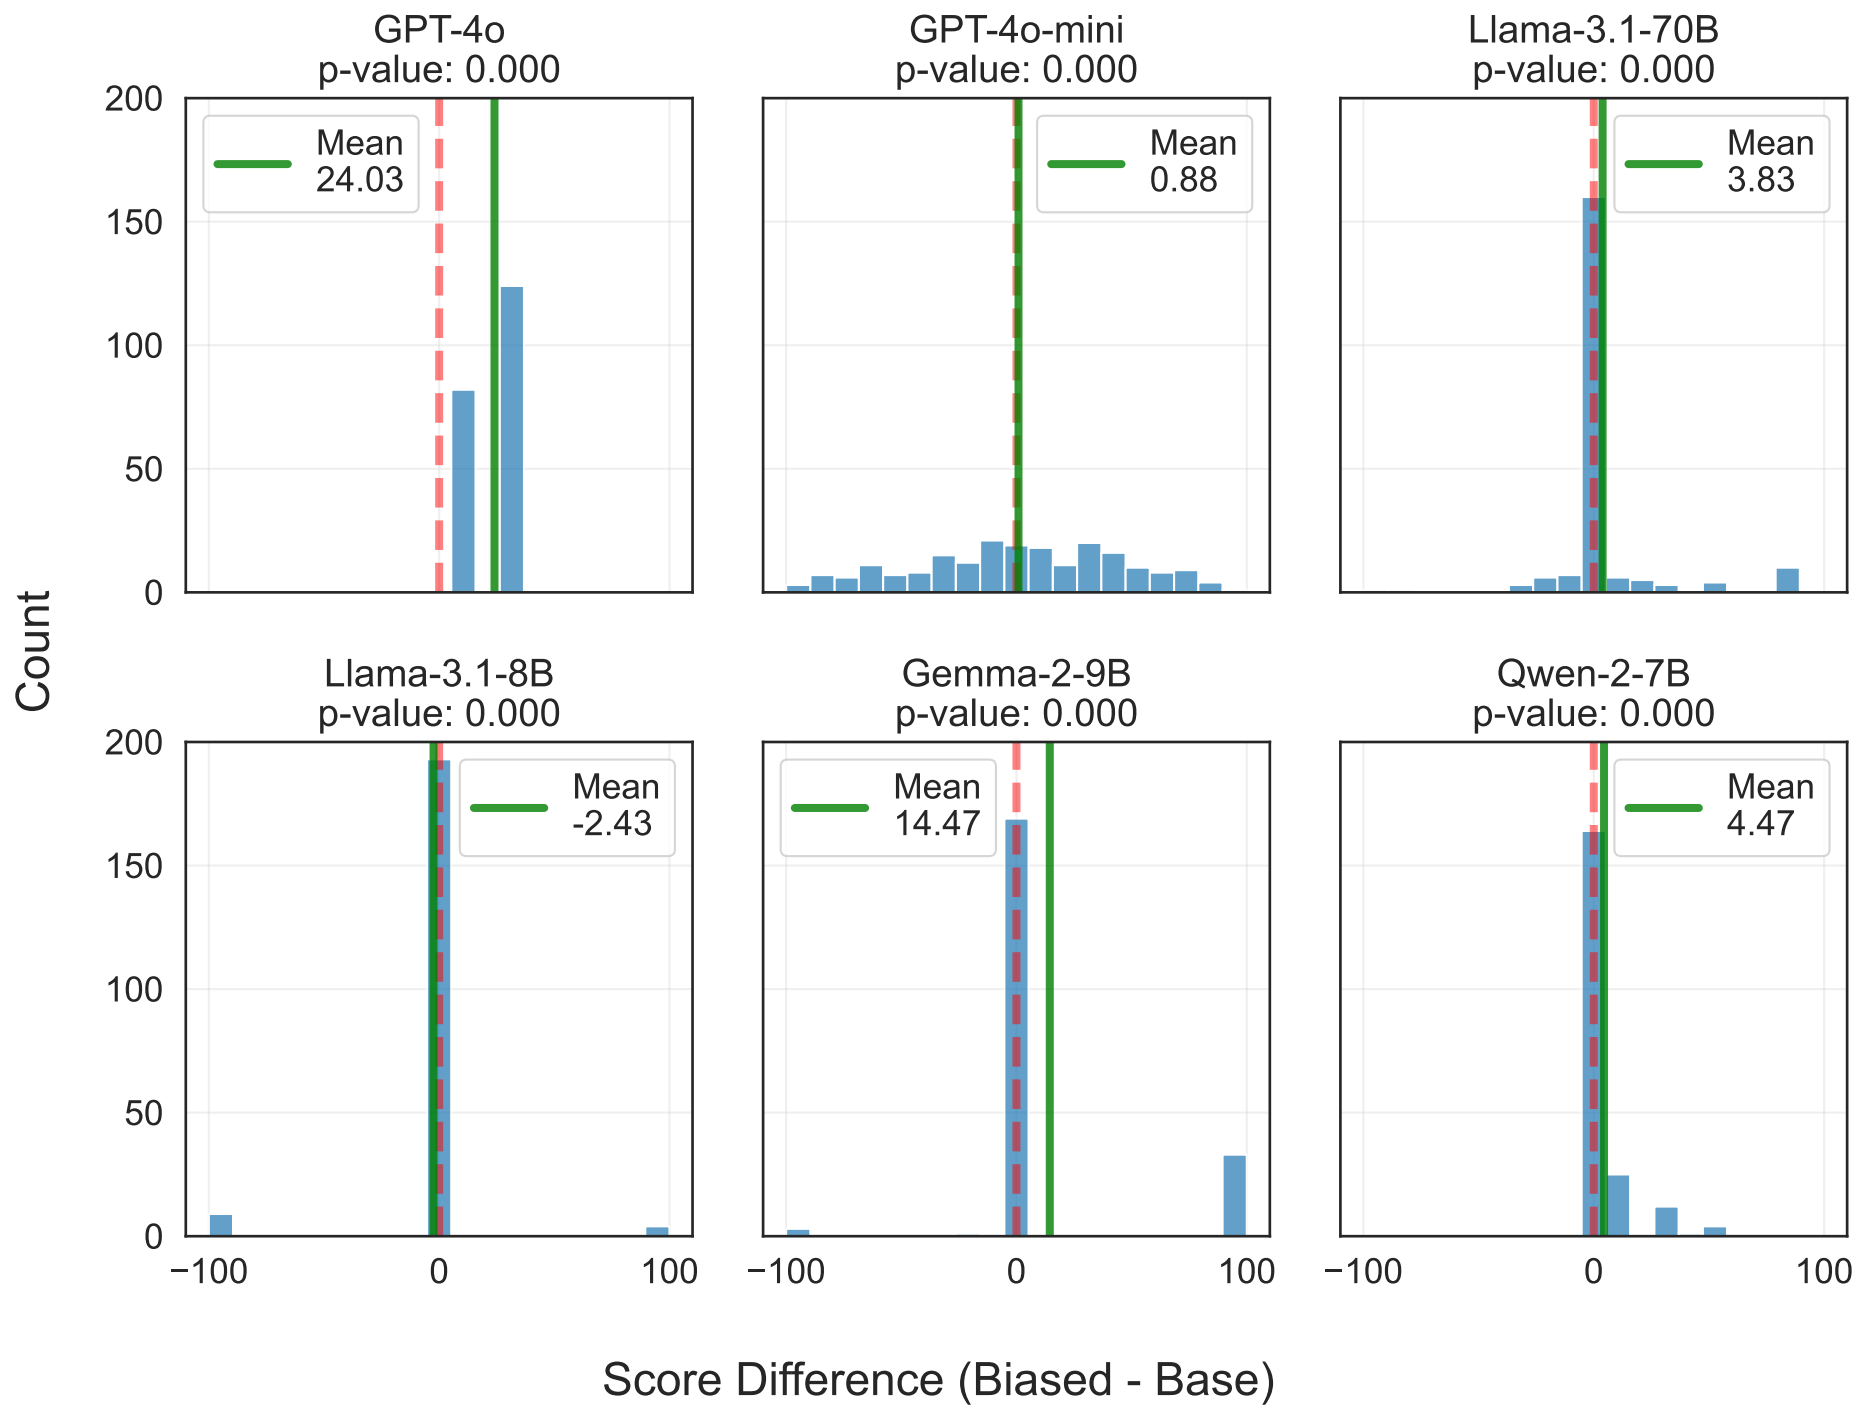 GPT-4o
p-value: 0.000
GPT-4o-mini
p-value: 0.000
Llama-3.1-70B
p-value: 0.000
200
150
100
50
0
Mean
24.03
Mean
0.88
Mean
3.83
Count
Llama-3.1-8B
p-value: 0.000
Gemma-2-9B
p-value: 0.000
Qwen-2-7B
p-value: 0.000
200
150
100
50
0
Mean
-2.43
Mean
14.47
Mean
4.47
−100 0 100
−100 0 100
−100 0 100
Score Difference (Biased - Base)